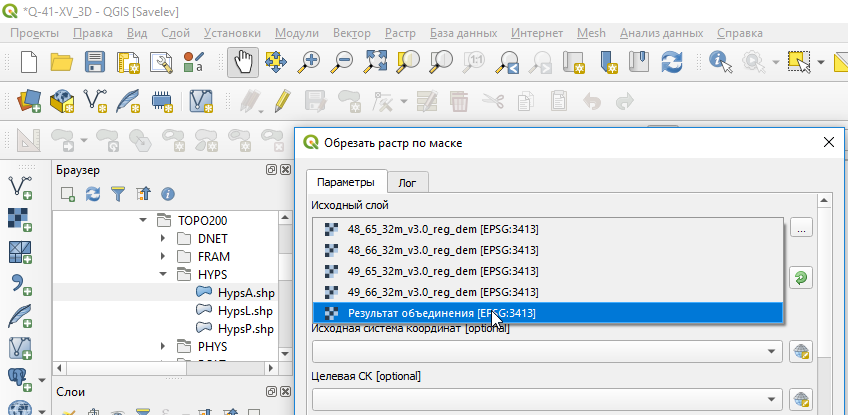 *Q-41-XV_3D - QGIS [Savelev]
Проекты Правка Вид Слой Установки Модули Вектор Растр База данных Интернет Mesh Анализ данных Справка
Обрезать растр по маске
Браузер
Параметры Лог
Исходный слой
TOPO200
48_65_32m_v3.0_reg_dem [EPSG:3413]
...
DNET
48_66_32m_v3.0_reg_dem [EPSG:3413]
FRAM
49_65_32m_v3.0_reg_dem [EPSG:3413]
HYPS
49_66_32m_v3.0_reg_dem [EPSG:3413]
HypsA.shp
HypsL.shp
Результат объединения [EPSG:3413]
HypsP.shp
Исходная система координат [optional]
PHYS
Целевая СК [optional]
Слои